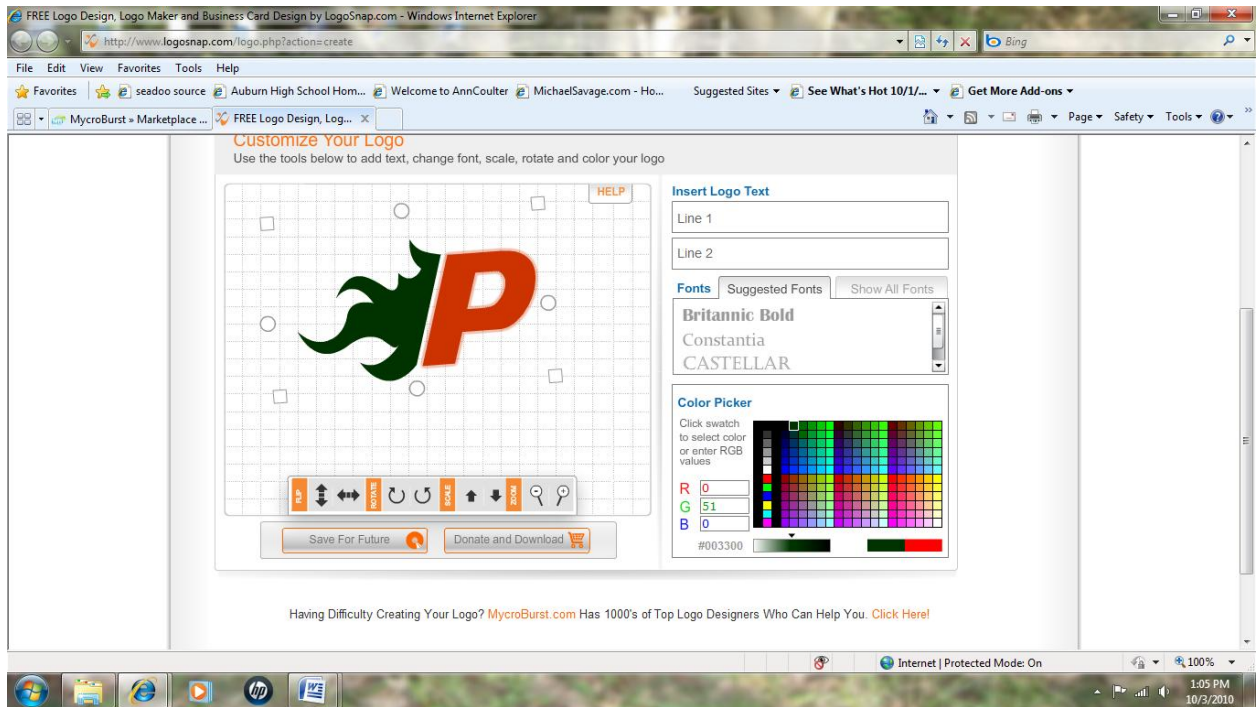 FREE Logo Design, Logo Maker and Business Card Design by LogoSnap.com - Windows Internet Explorer
http://www.logosnap.com/logo.php?action=create
Bing
File Edit View Favorites Tools Help
Favorites seadoo source Auburn High School Hom... Welcome to AnnCoulter MichaelSavage.com - Ho... Suggested Sites See What's Hot 10/1/... Get More Add-ons
MycroBurst » Marketplace ... FREE Logo Design, Log... X Page Safety Tools »
Customize Your Logo
Use the tools below to add text, change font, scale, rotate and color your logo
HELP
P
FLIP ROTATE SCALE ZOOM
Save For Future Donate and Download
Insert Logo Text
Line 1
Line 2
Fonts Suggested Fonts Show All Fonts
Britannic Bold
Constantia
CASTELLAR
Color Picker
Click swatch
to select color
or enter RGB
values
R 0
G 51
B 0
#003300
Having Difficulty Creating Your Logo? MycroBurst.com Has 1000's of Top Logo Designers Who Can Help You. Click Here!
Internet | Protected Mode: On 100%
hp W
1:05 PM
10/3/2010